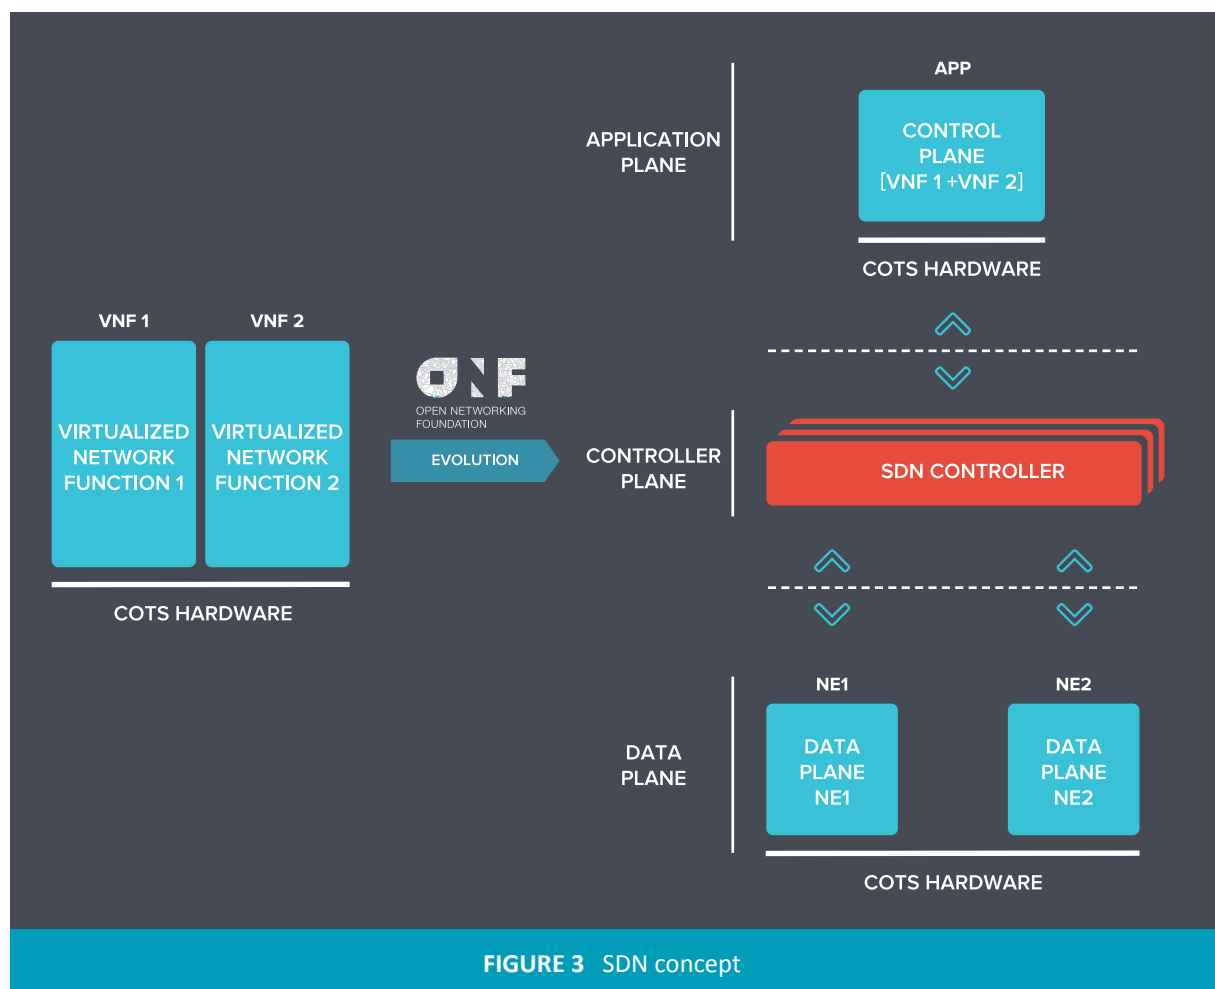 APP
CONTROL
PLANE
[VNF 1 +VNF 2]
APPLICATION
PLANE
COTS HARDWARE
VNF 1
VNF 2
VIRTUALIZED
NETWORK
FUNCTION 1
VIRTUALIZED
NETWORK
FUNCTION 2
COTS HARDWARE
ONF
OPEN NETWORKING
FOUNDATION
EVOLUTION
CONTROLLER
PLANE
SDN CONTROLLER
DATA
PLANE
NE1
DATA
PLANE
NE1
NE2
DATA
PLANE
NE2
COTS HARDWARE
FIGURE 3 SDN concept